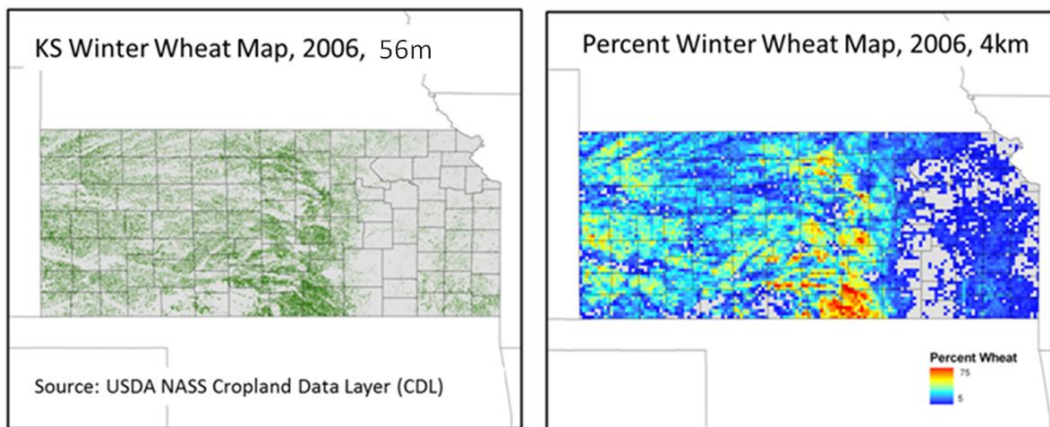 KS Winter Wheat Map, 2006, 56m
Source: USDA NASS Cropland Data Layer (CDL)
Percent Winter Wheat Map, 2006, 4km
Percent Wheat
75
5